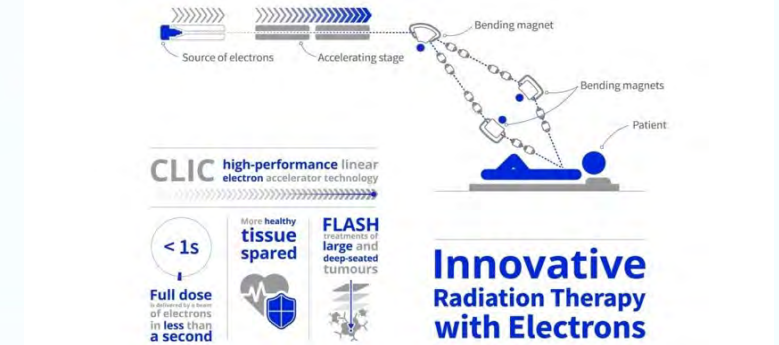 Bending magnet
Source of electrons
Accelerating stage
Bending magnets
Patient
CLIC high-performance linear
electron accelerator technology
< 1s
Full dose
is delivered by a beam
of electrons
in less than
a second
More healthy
tissue
spared
FLASH
treatments of
large and
deep-seated
tumours
Innovative
Radiation Therapy
with Electrons